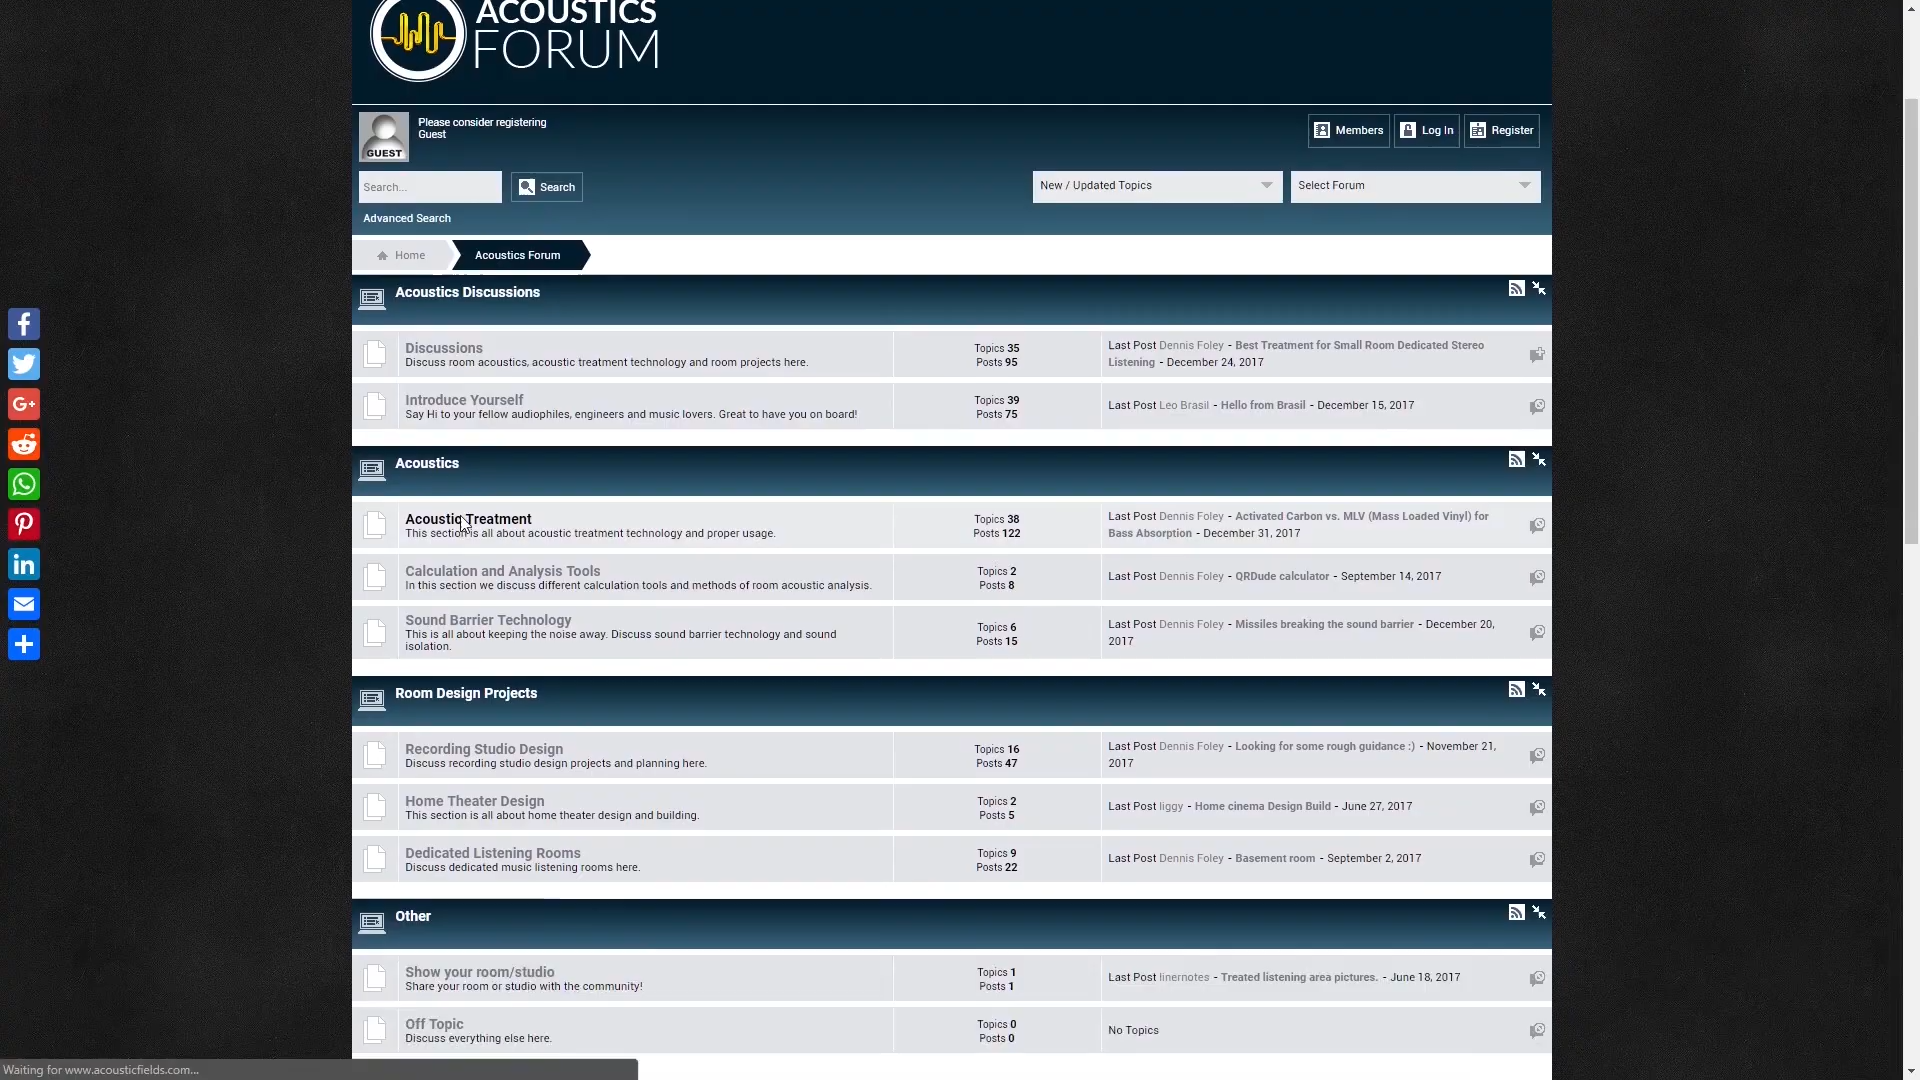 ACOUSTICS
FORUM
GUEST
Please consider registering
Guest
Members
Log In
Register
Search...
Search
New / Updated Topics
Select Forum
Advanced Search
Home
Acoustics Forum
Acoustics Discussions
Discussions
Discuss room acoustics, acoustic treatment technology and room projects here.
Topics 35
Posts 95
Last Post Dennis Foley - Best Treatment for Small Room Dedicated Stereo
Listening - December 24, 2017
Introduce Yourself
Say Hi to your fellow audiophiles, engineers and music lovers. Great to have you on board!
Topics 39
Posts 75
Last Post Leo Brasil - Hello from Brasil - December 15, 2017
Acoustics
Acoustic Treatment
This section is all about acoustic treatment technology and proper usage.
Topics 38
Posts 122
Last Post Dennis Foley - Activated Carbon vs. MLV (Mass Loaded Vinyl) for
Bass Absorption - December 31, 2017
Calculation and Analysis Tools
In this section we discuss different calculation tools and methods of room acoustic analysis.
Topics 2
Posts 8
Last Post Dennis Foley - QRDude calculator - September 14, 2017
Sound Barrier Technology
This is all about keeping the noise away. Discuss sound barrier technology and sound
isolation.
Topics 6
Posts 15
Last Post Dennis Foley - Missiles breaking the sound barrier - December 20,
2017
Room Design Projects
Recording Studio Design
Discuss recording studio design projects and planning here.
Topics 16
Posts 47
Last Post Dennis Foley - Looking for some rough guidance :) - November 21,
2017
Home Theater Design
This section is all about home theater design and building.
Topics 2
Posts 5
Last Post liggy - Home cinema Design Build - June 27, 2017
Dedicated Listening Rooms
Discuss dedicated music listening rooms here.
Topics 9
Posts 22
Last Post Dennis Foley - Basement room - September 2, 2017
Other
Show your room/studio
Share your room or studio with the community!
Topics 1
Posts 1
Last Post linernotes - Treated listening area pictures. - June 18, 2017
Off Topic
Discuss everything else here.
Topics 0
Posts 0
No Topics
Waiting for www.acousticfields.com...